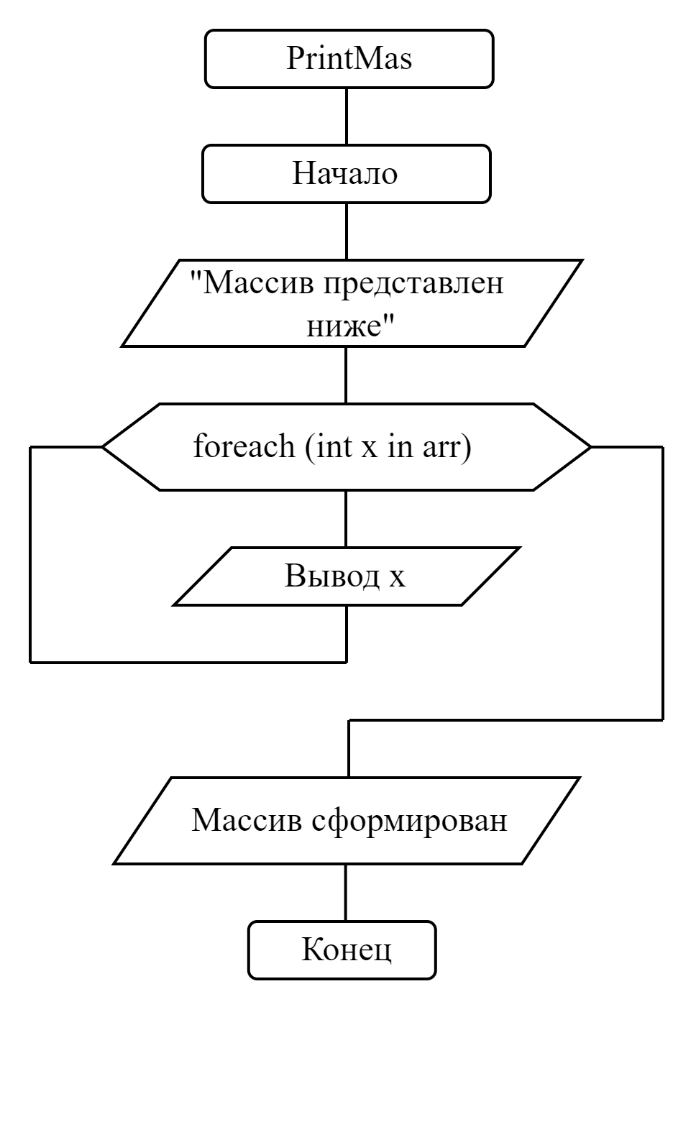 PrintMas
Начало
"Массив представлен
ниже"
foreach (int x in arr)
Вывод x
Массив сформирован
Конец